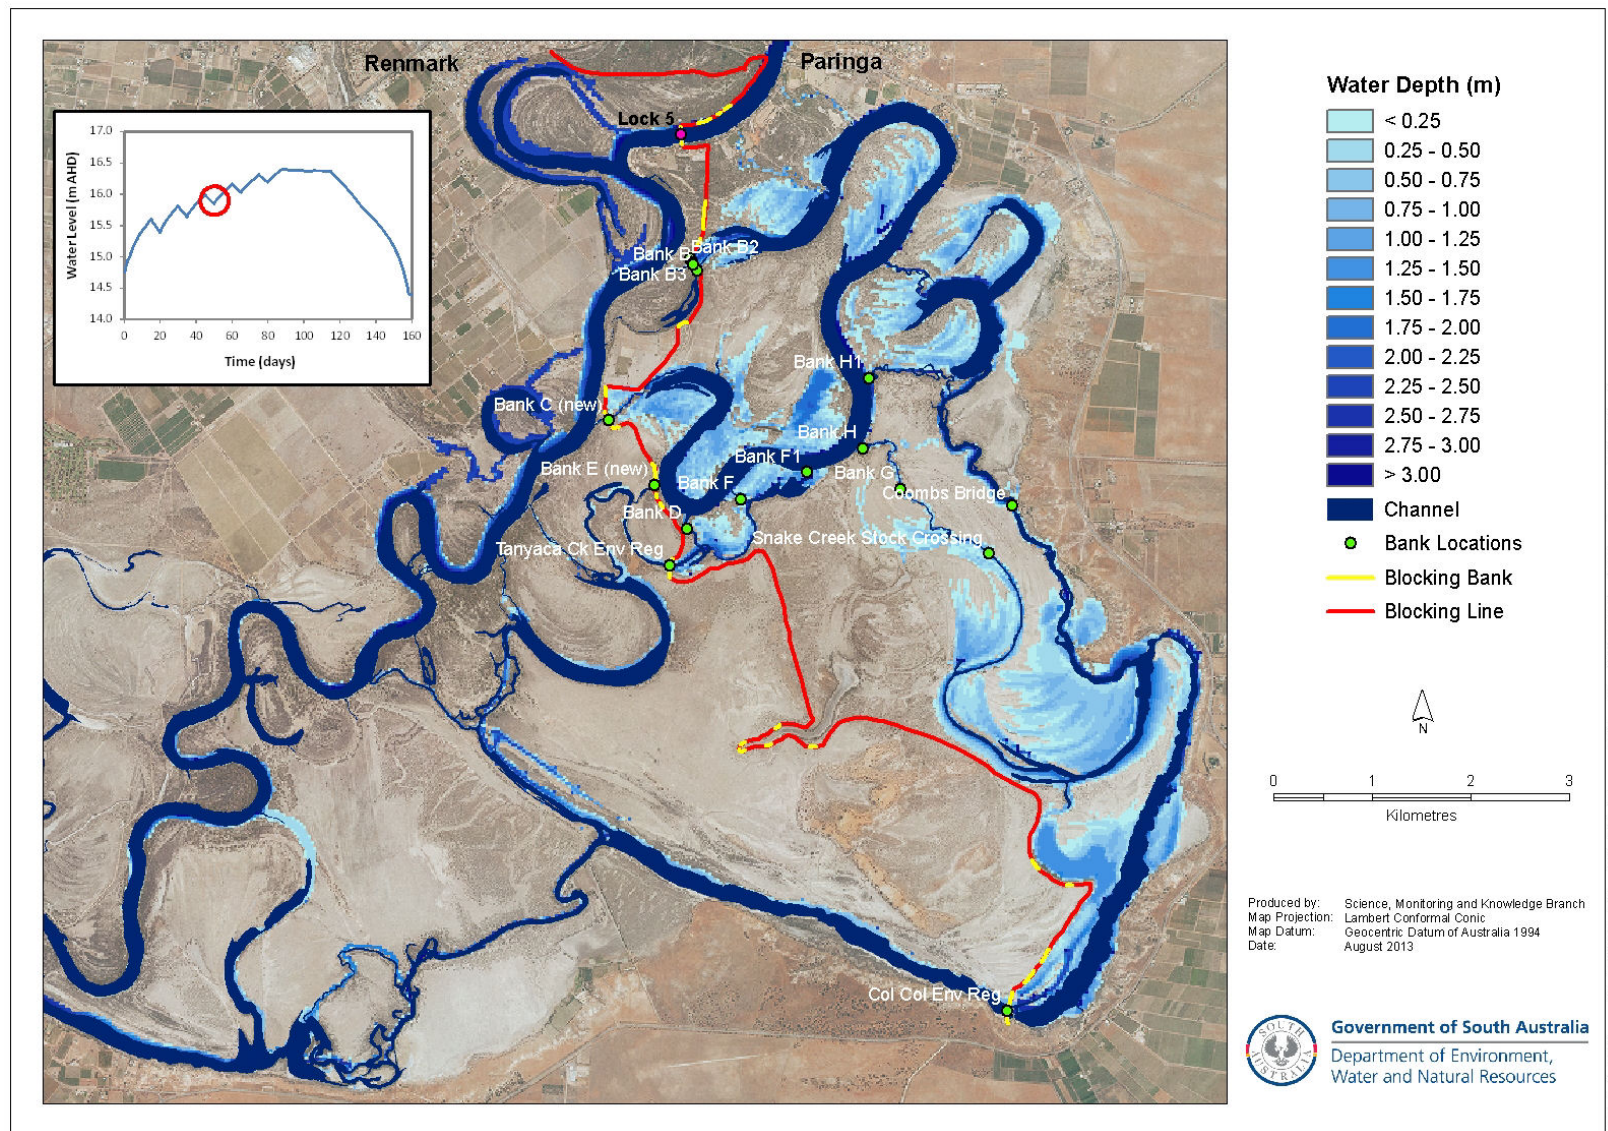 Renmark
Paringa
Lock 5
17.0
16.5
16.0
15.5
15.0
14.5
14.0
0 20 40 60 80 100 120 140 160
Water Level (m AHD)
Time (days)
Bank B
Bank B2
Bank B3
Bank H1
Bank C (new)
Bank H
Bank F1
Bank E (new)
Bank G
Bank F
Coombs Bridge
Bank D
Snake Creek Stock Crossing
Tanyaca Ck Env Reg
Col Col Env Reg
Water Depth (m)
< 0.25
0.25 - 0.50
0.50 - 0.75
0.75 - 1.00
1.00 - 1.25
1.25 - 1.50
1.50 - 1.75
1.75 - 2.00
2.00 - 2.25
2.25 - 2.50
2.50 - 2.75
2.75 - 3.00
> 3.00
Channel
Bank Locations
Blocking Bank
Blocking Line
N
0 1 2 3
Kilometres
Produced by: Science, Monitoring and Knowledge Branch
Map Projection: Lambert Conformal Conic
Map Datum: Geocentric Datum of Australia 1994
Date: August 2013
SOUTH
AUSTRALIA
Government of South Australia
Department of Environment,
Water and Natural Resources